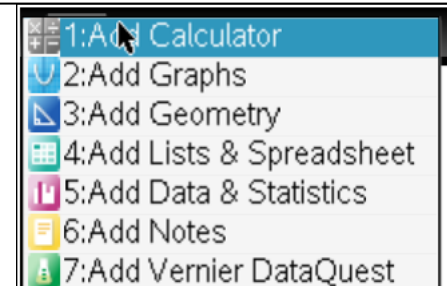 1:Add Calculator
2:Add Graphs
3:Add Geometry
4:Add Lists & Spreadsheet
5:Add Data & Statistics
6:Add Notes
7:Add Vernier DataQuest